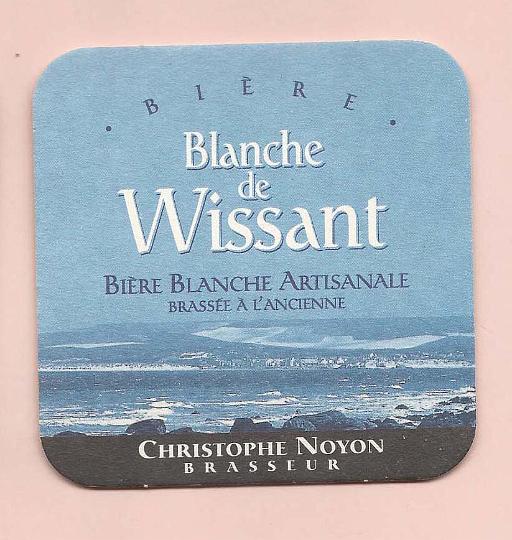 • BIÈRE •
Blanche
de
Wissant
BIÈRE BLANCHE ARTISANALE
BRASSÉE À L'ANCIENNE
CHRISTOPHE NOYON
BRASSEUR